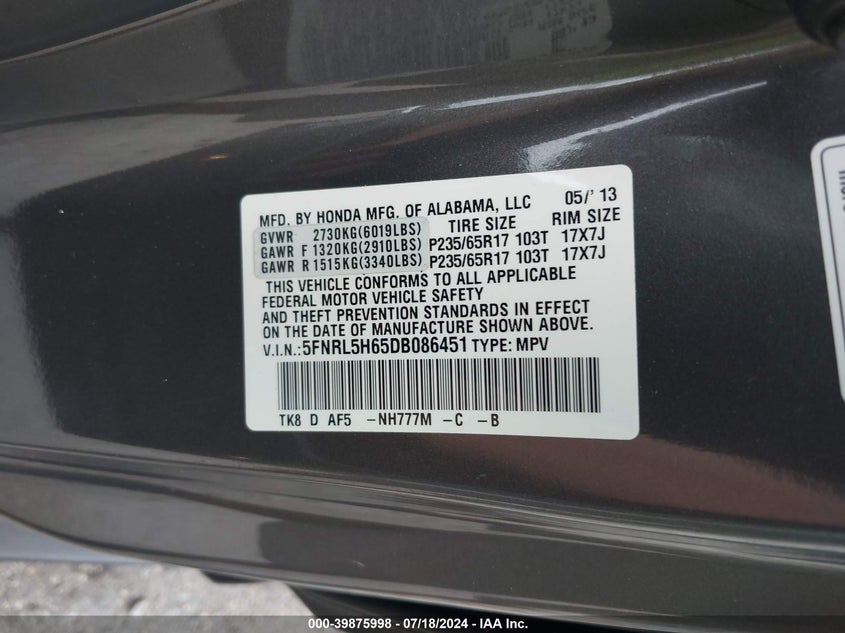 MFD. BY HONDA MFG. OF ALABAMA, LLC 05/' 13
TIRE SIZE RIM SIZE
GVWR 2730KG(6019LBS)
GAWR F 1320KG(2910LBS) P235/65R17 103T 17X7J
GAWR R 1515KG(3340LBS) P235/65R17 103T 17X7J
THIS VEHICLE CONFORMS TO ALL APPLICABLE
FEDERAL MOTOR VEHICLE SAFETY
AND THEFT PREVENTION STANDARDS IN EFFECT
ON THE DATE OF MANUFACTURE SHOWN ABOVE.
V.I.N.: 5FNRL5H65DB086451 TYPE: MPV
TK8 D AF5 -NH777M -C -B
000-39875998 - 07/18/2024 - IAA Inc.